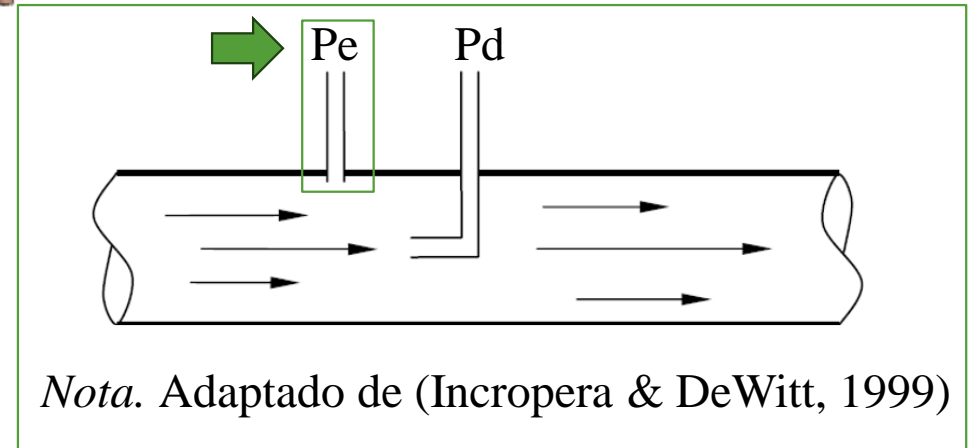 Pe Pd
Nota. Adaptado de (Incropera & DeWitt, 1999)